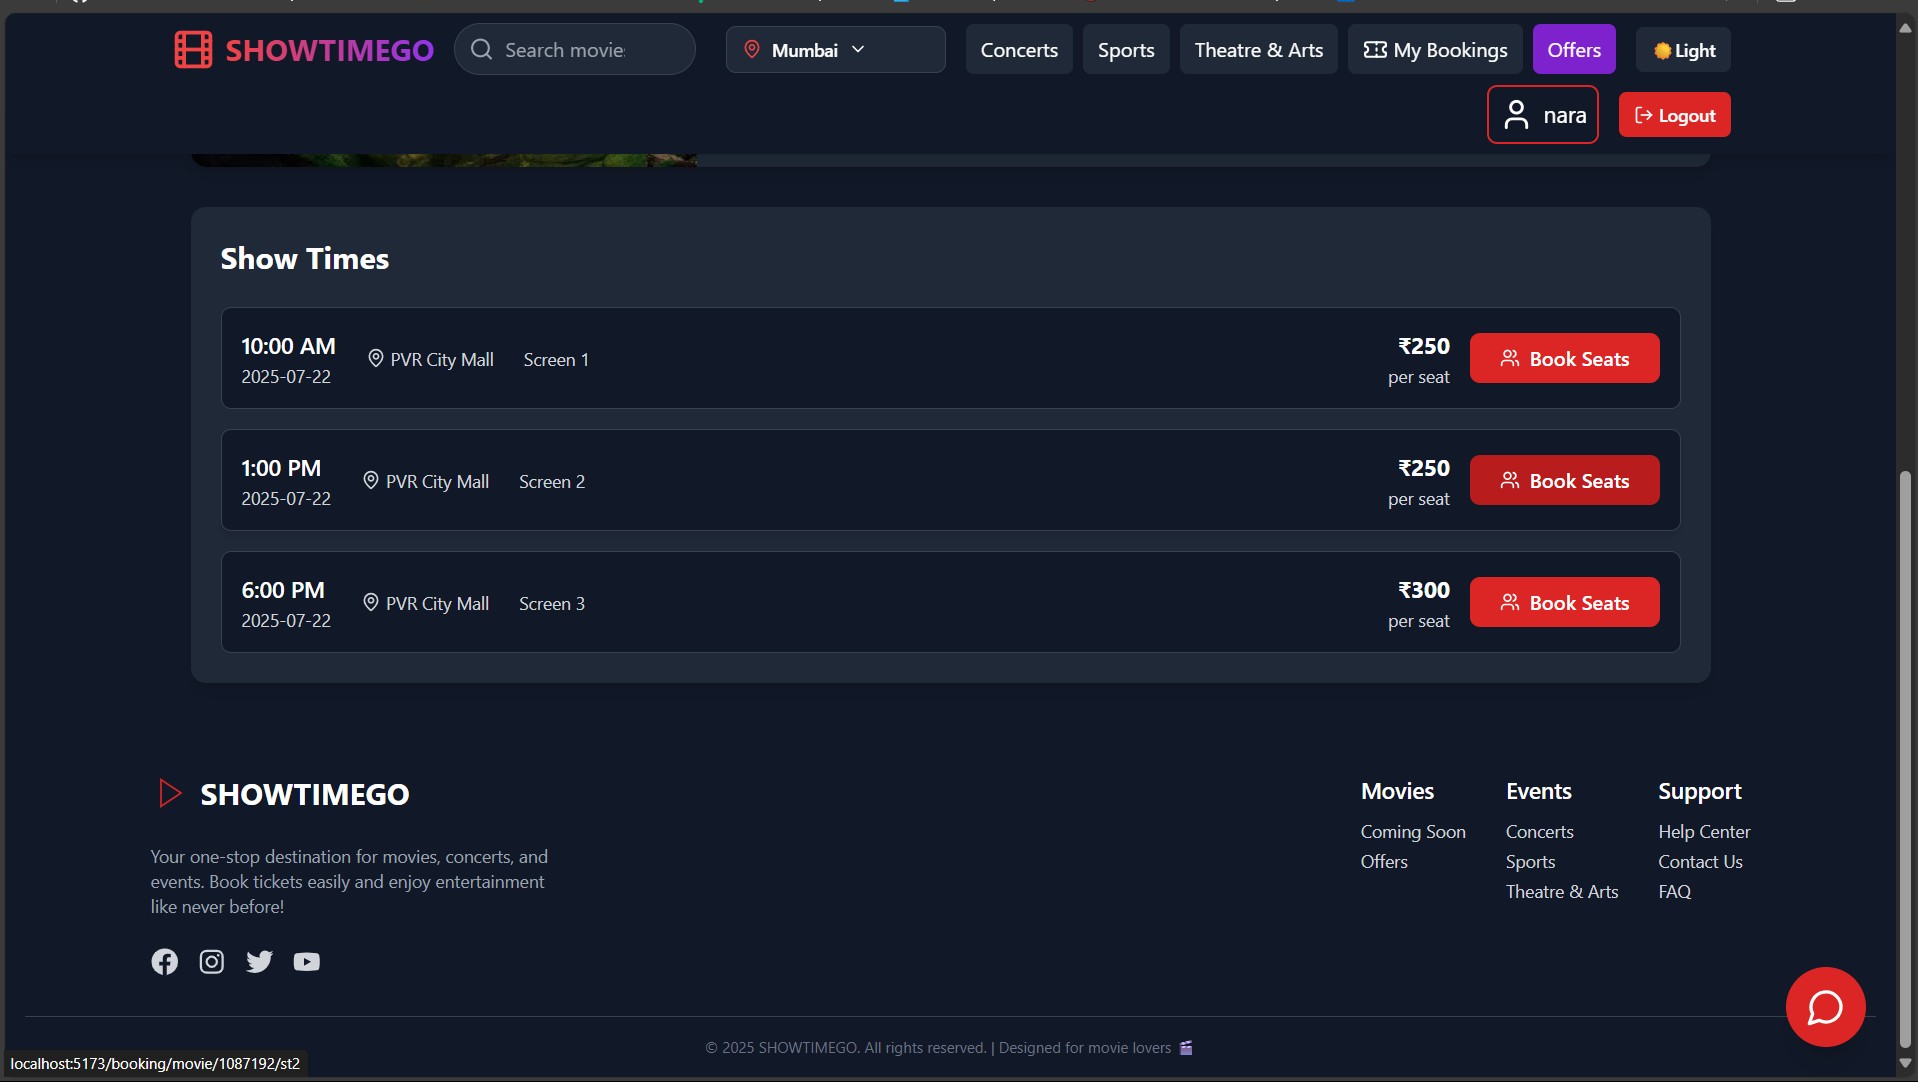 SHOWTIMEGO
Search movie
Mumbai
Concerts
Sports
Theatre & Arts
My Bookings
Offers
Light
nara
Logout
Show Times
10:00 AM
2025-07-22
PVR City Mall
Screen 1
₹250
per seat
Book Seats
1:00 PM
2025-07-22
PVR City Mall
Screen 2
₹250
per seat
Book Seats
6:00 PM
2025-07-22
PVR City Mall
Screen 3
₹300
per seat
Book Seats
SHOWTIMEGO
Your one-stop destination for movies, concerts, and
events. Book tickets easily and enjoy entertainment
like never before!
Movies
Coming Soon
Offers
Events
Concerts
Sports
Theatre & Arts
Support
Help Center
Contact Us
FAQ
© 2025 SHOWTIMEGO. All rights reserved. | Designed for movie lovers
localhost:5173/booking/movie/1087192/st2